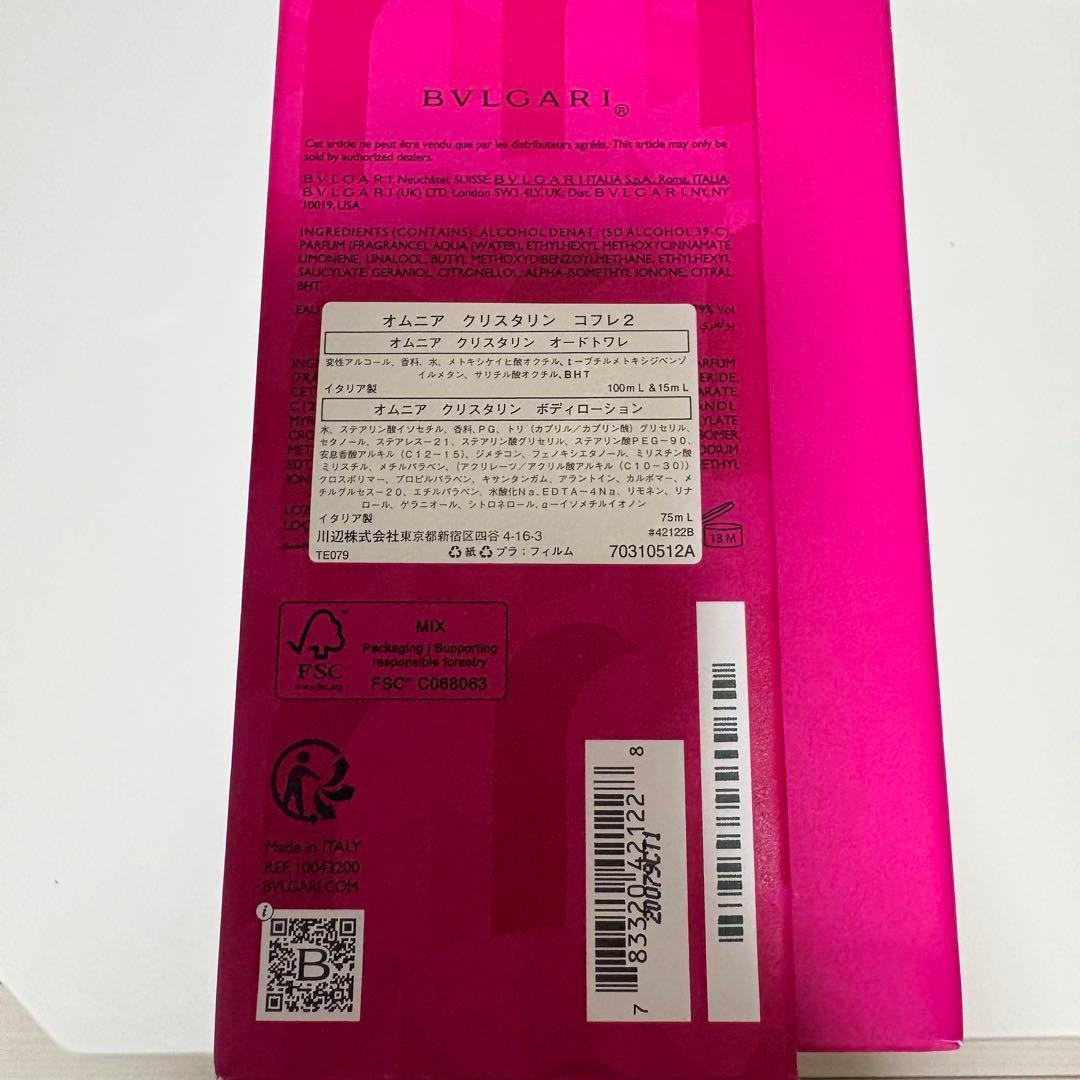 BVLGARI®
Cet article ne peut être vendu que par les distributeurs agréés. This article may only be
sold by authorized dealers.
BVLGARI, Neuchâtel, SUISSE; BVLGARI ITALIA S.p.A., Roma, ITALIA;
BVLGARI (UK) LTD, London SW3 4LY, UK; Dist. BVLGARI, NY, NY
10019, USA
INGREDIENTS (CONTAINS): ALCOHOL DENAT. (SD ALCOHOL 39-C),
PARFUM (FRAGRANCE), AQUA (WATER), ETHYLHEXYL METHOXYCINNAMATE,
LIMONENE, LINALOOL, BUTYL METHOXYDIBENZOYLMETHANE, ETHYLHEXYL
SALICYLATE, GERANIOL, CITRONELLOL, ALPHA-ISOMETHYL IONONE, CITRAL,
BHT
EAU
79% Vol.
オムニア クリスタリン コフレ2
オムニア クリスタリン オードトワレ
変性アルコール、香料、水、メトキシケイヒ酸オクチル、t-ブチルメトキシジベンゾ
イルメタン、サリチル酸オクチル、BHT
イタリア製 100mL &15mL
オムニア クリスタリン ボディローション
水、ステアリン酸イソセチル、香料、PG、トリ(カプリル/カプリン酸)グリセリル、
セタノール、ステアレス-21、ステアリン酸グリセリル、ステアリン酸PEG-90、
安息香酸アルキル(C12-15)、ジメチコン、フェノキシエタノール、ミリスチン酸
ミリスチル、メチルパラベン、(アクリレーツ/アクリル酸アルキル(C10-30))
クロスポリマー、プロピルパラベン、キサンタンガム、アラントイン、カルボマー、メ
チルグルセス-20、エチルパラベン、水酸化Na、EDTA-4Na、リモネン、リナ
ロール、ゲラニオール、シトロネロール、α-イソメチルイオノン
イタリア製 75mL
川辺株式会社東京都新宿区四谷 4-16-3 #42122B
TE079 紙 プラ:フィルム 70310512A
18 M
FSC
www.fsc.org
MIX
Packaging | Supporting
responsible forestry
FSC™ C068063
Made in ITALY
REF. 10043200
BVLGARI.COM
i
B
7 83320 42122 8
20079CT1